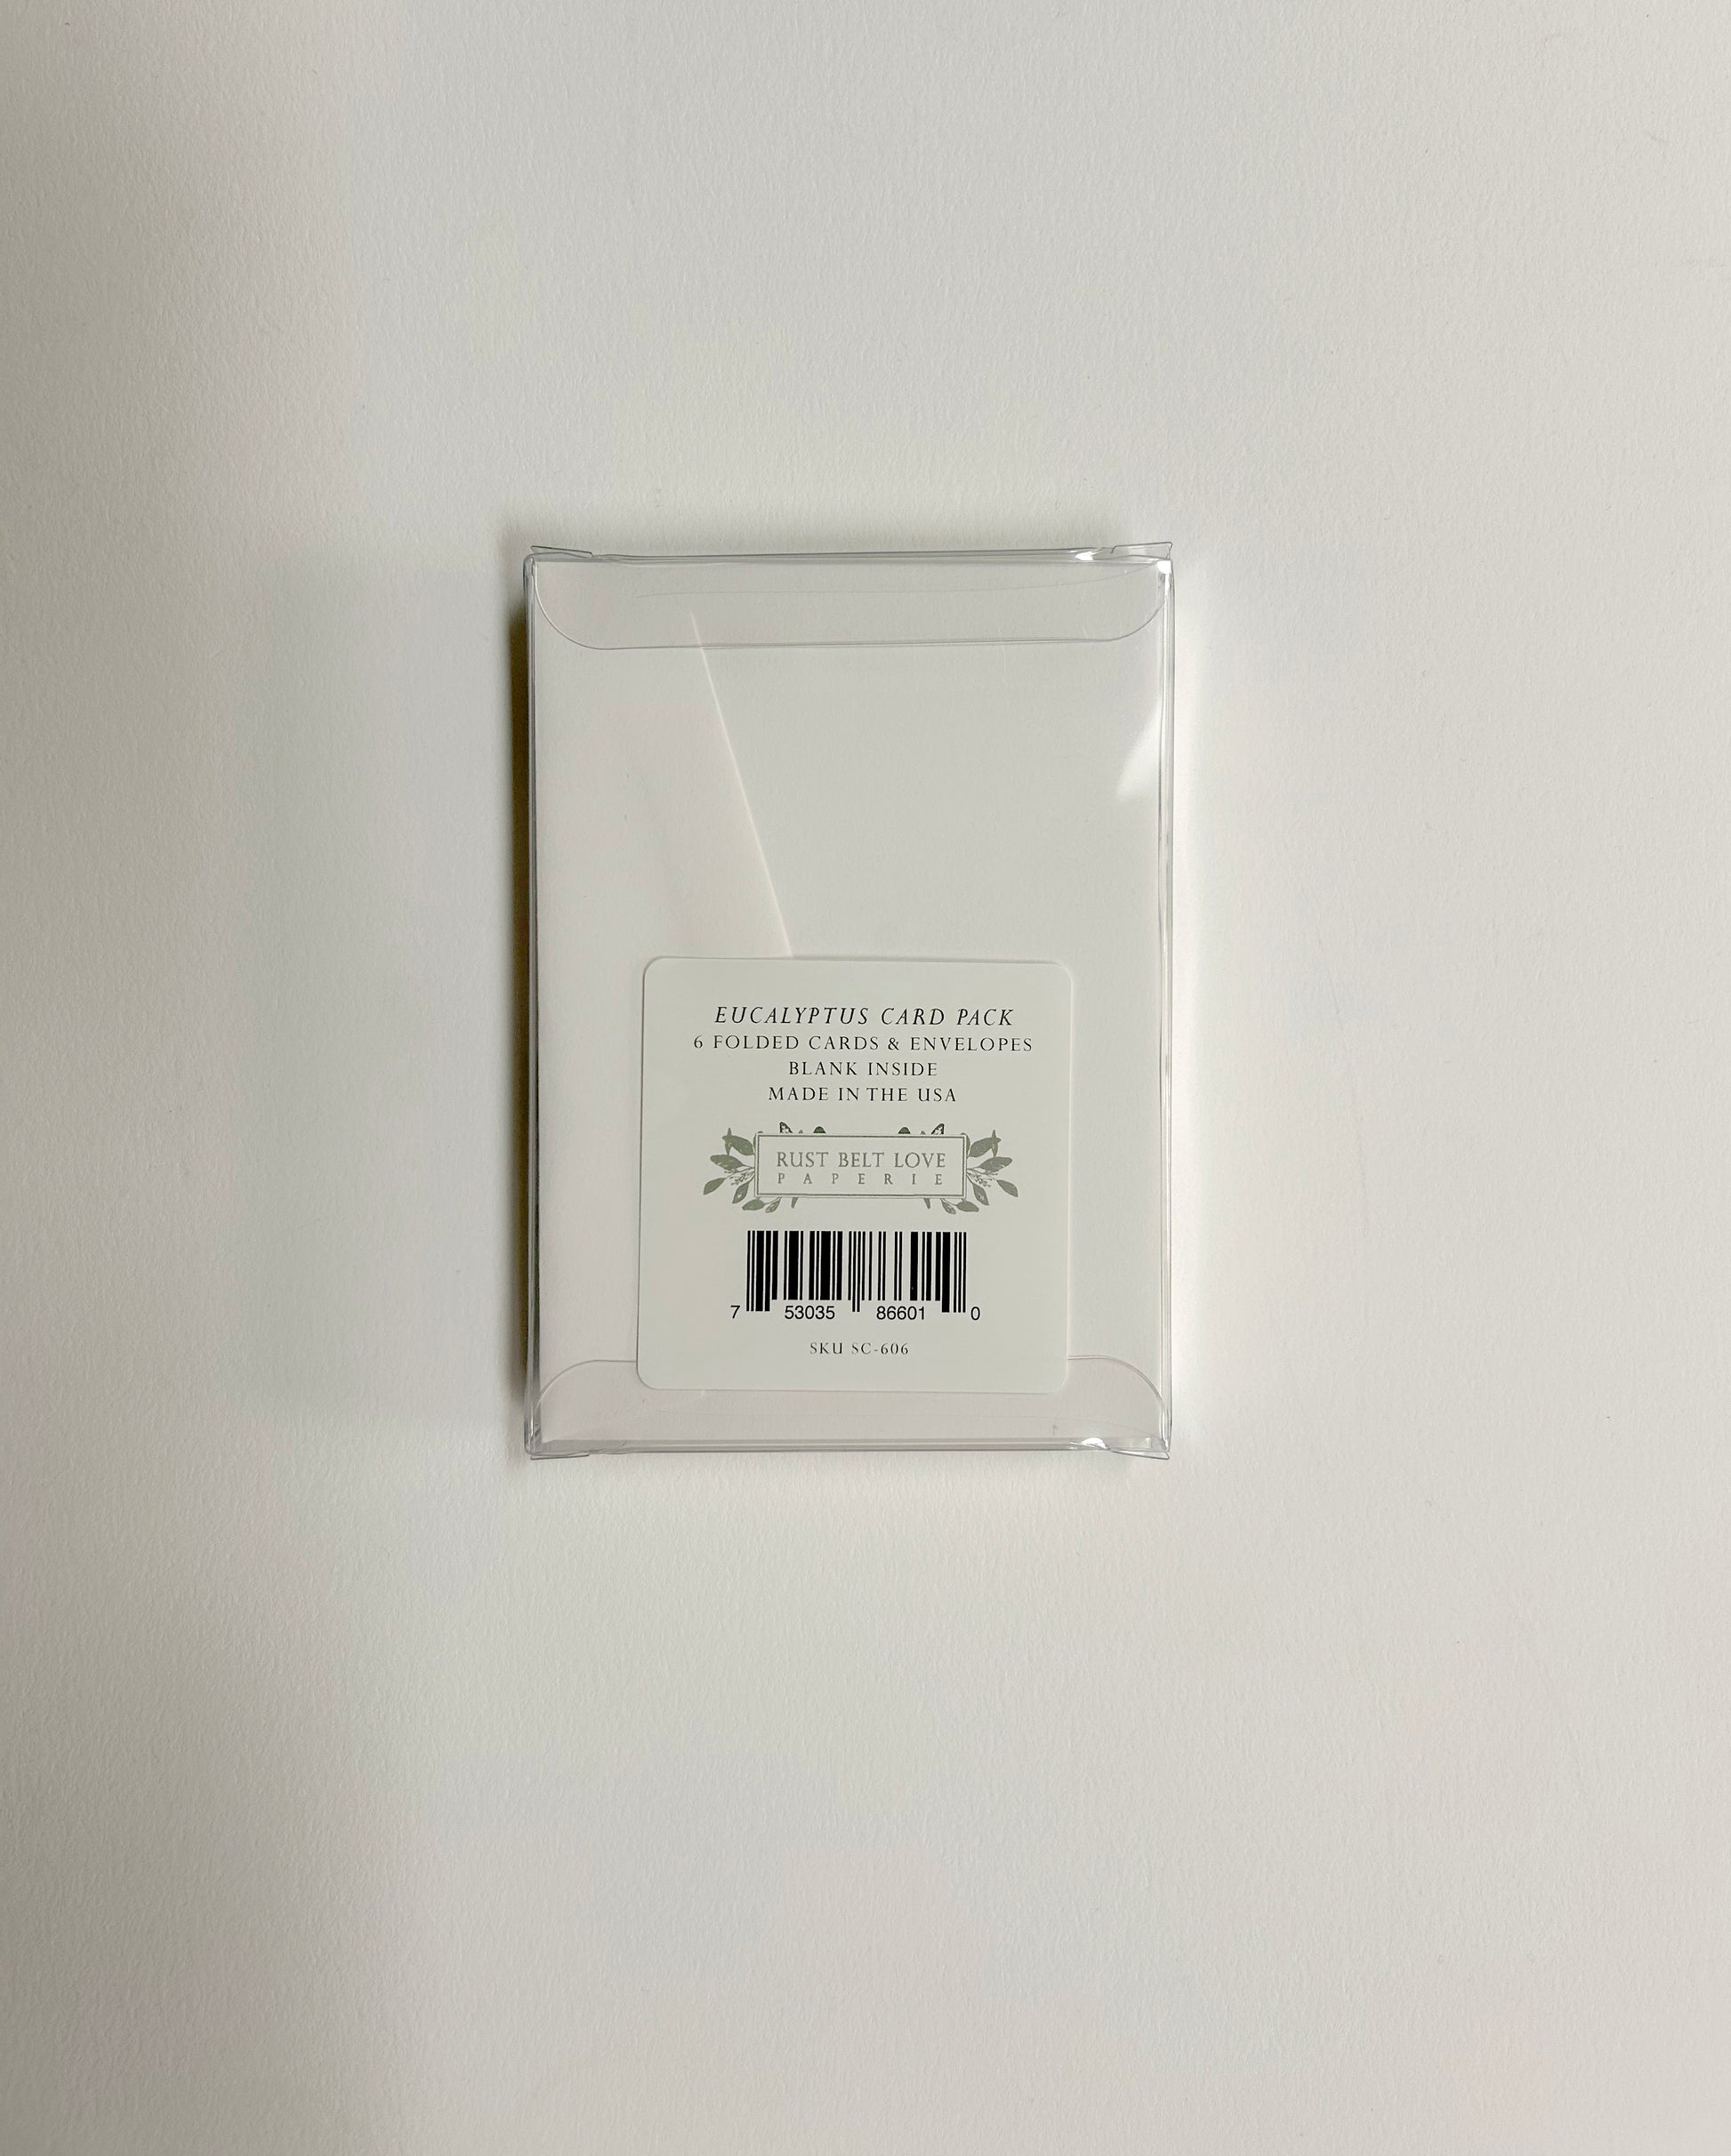 EUCALYPTUS CARD PACK
6 FOLDED CARDS & ENVELOPES
BLANK INSIDE
MADE IN THE USA
RUST BELT LOVE
PAPERIE
7 53035 86601 0
SKU SC-606